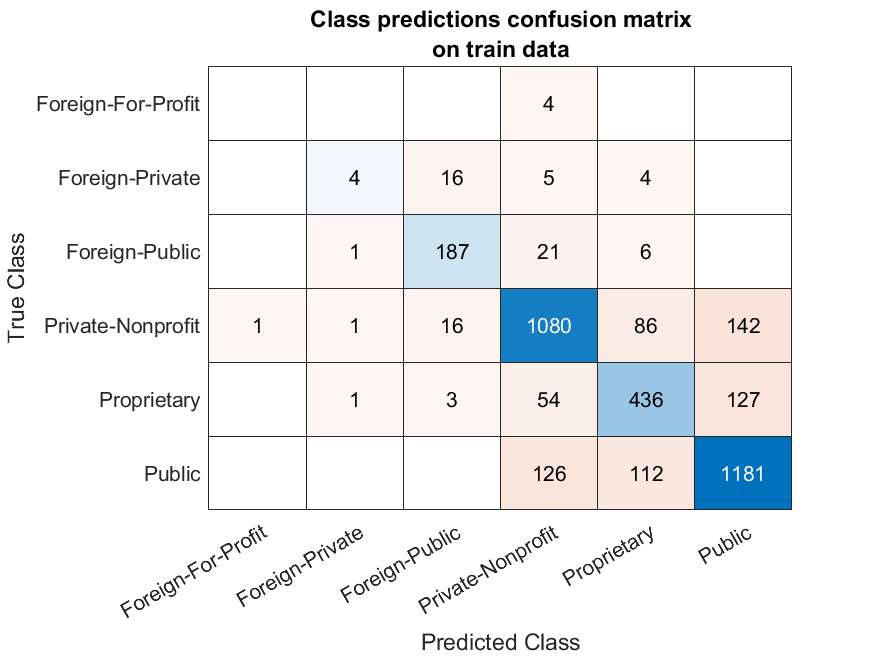 Class predictions confusion matrix
on train data
Foreign-For-Profit 4
Foreign-Private 4 16 5 4
Foreign-Public 1 187 21 6
Private-Nonprofit 1 1 16 1080 86 142
Proprietary 1 3 54 436 127
Public 126 112 1181
True Class
Foreign-For-Profit Foreign-Private Foreign-Public Private-Nonprofit Proprietary Public
Predicted Class